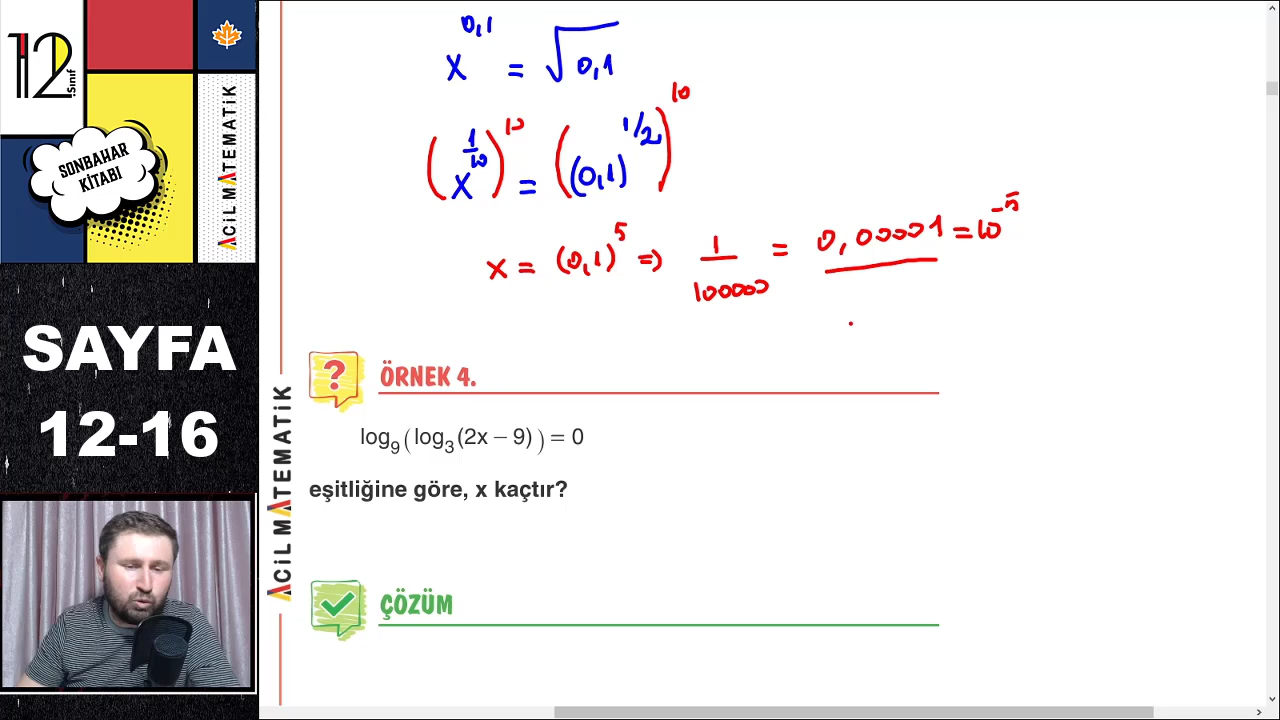 12
.Sınıf
SONBAHAR
KİTABI
ACİLMATEMATİK
SAYFA
12-16
x^0,1 = √0,1
(x^1/10)^10 = ((0,1)^1/2)^10
x = (0,1)^5 => 1/100000 = 0,00001 = 10^-5
ACİLMATEMATİK
?
ÖRNEK 4.
log₉(log₃(2x – 9)) = 0
eşitliğine göre, x kaçtır?
ÇÖZÜM